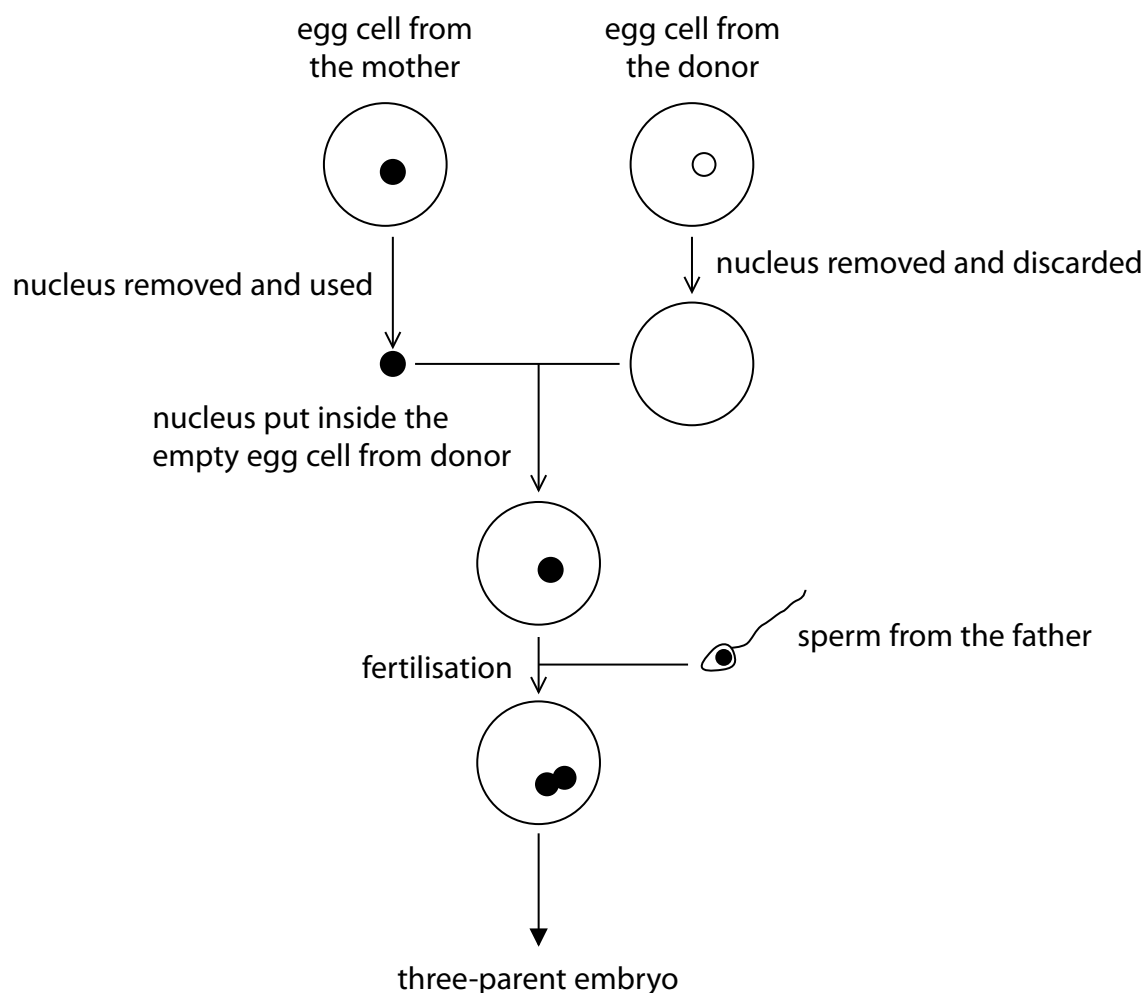 egg cell from
the mother
egg cell from
the donor
nucleus removed and used
nucleus removed and discarded
nucleus put inside the
empty egg cell from donor
sperm from the father
fertilisation
three-parent embryo